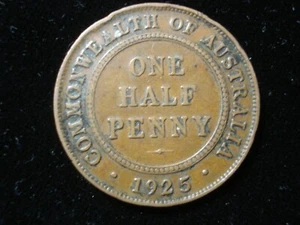 COMMONWEALTH OF AUSTRALIA
ONE
HALF
PENNY
· 1925 ·